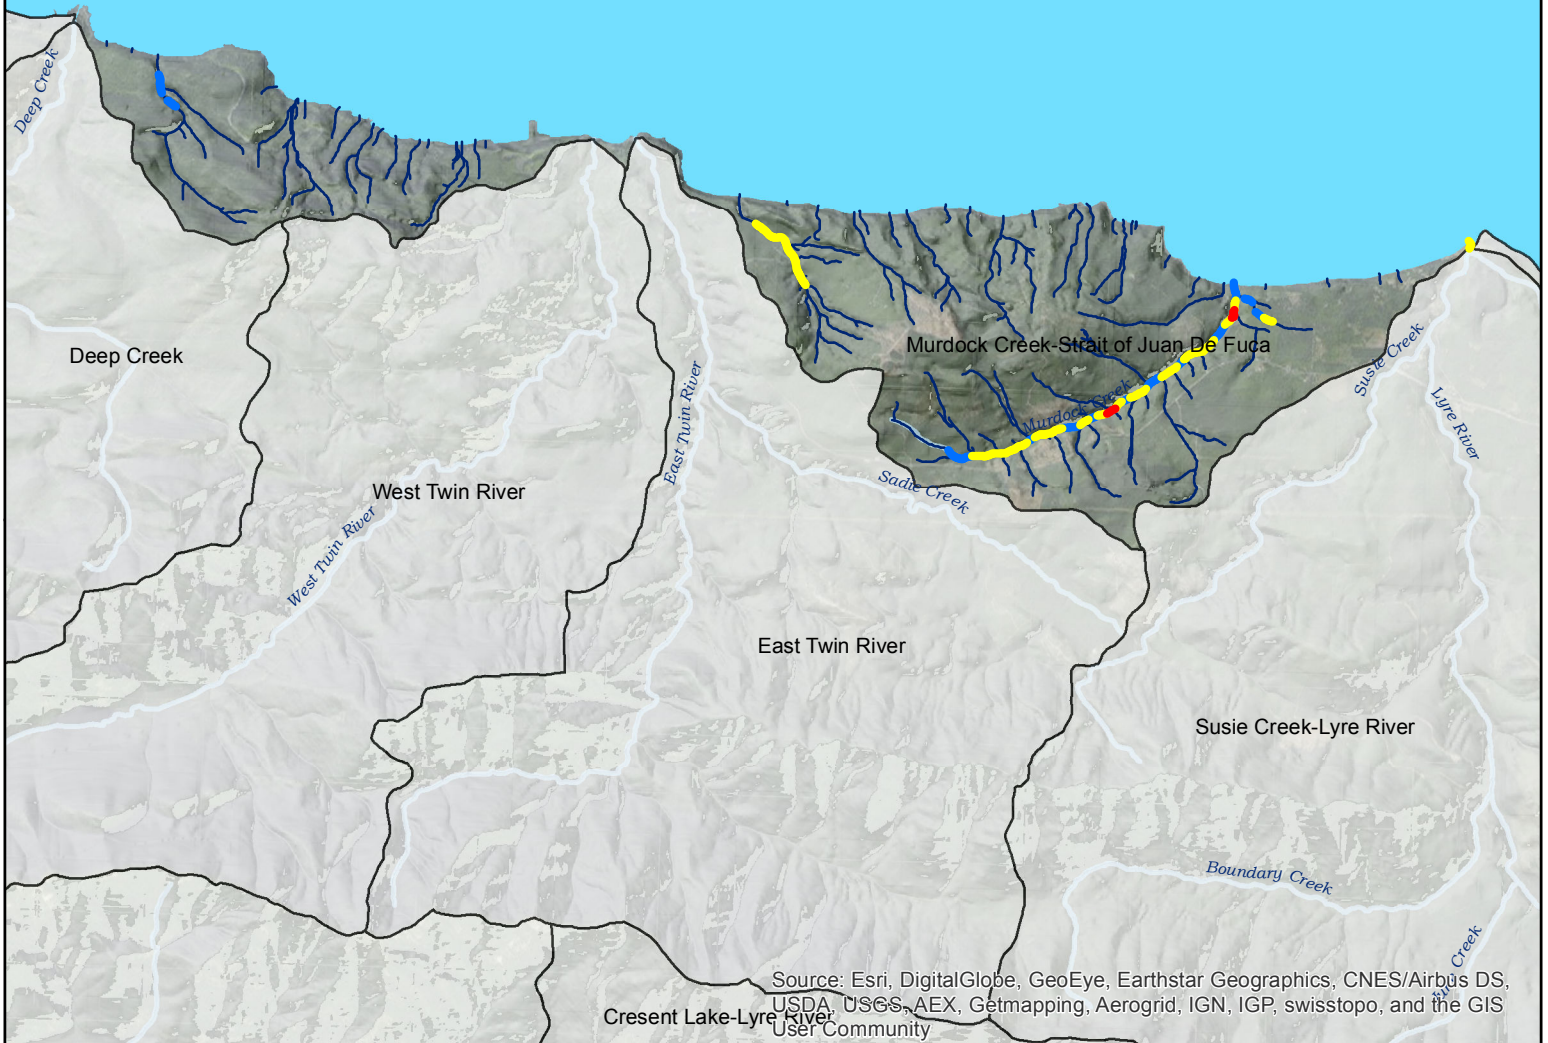 Deep Creek
Murdock Creek-Strait of Juan De Fuca
Deep Creek
Susie Creek
East Twin River
Murdock Creek
Lyre River
West Twin River
Sadie Creek
West Twin River
East Twin River
Susie Creek-Lyre River
Boundary Creek
Creek
Source: Esri, DigitalGlobe, GeoEye, Earthstar Geographics, CNES/Airbus DS,
USDA, USGS, AEX, Getmapping, Aerogrid, IGN, IGP, swisstopo, and the GIS
User Community
Cresent Lake-Lyre River